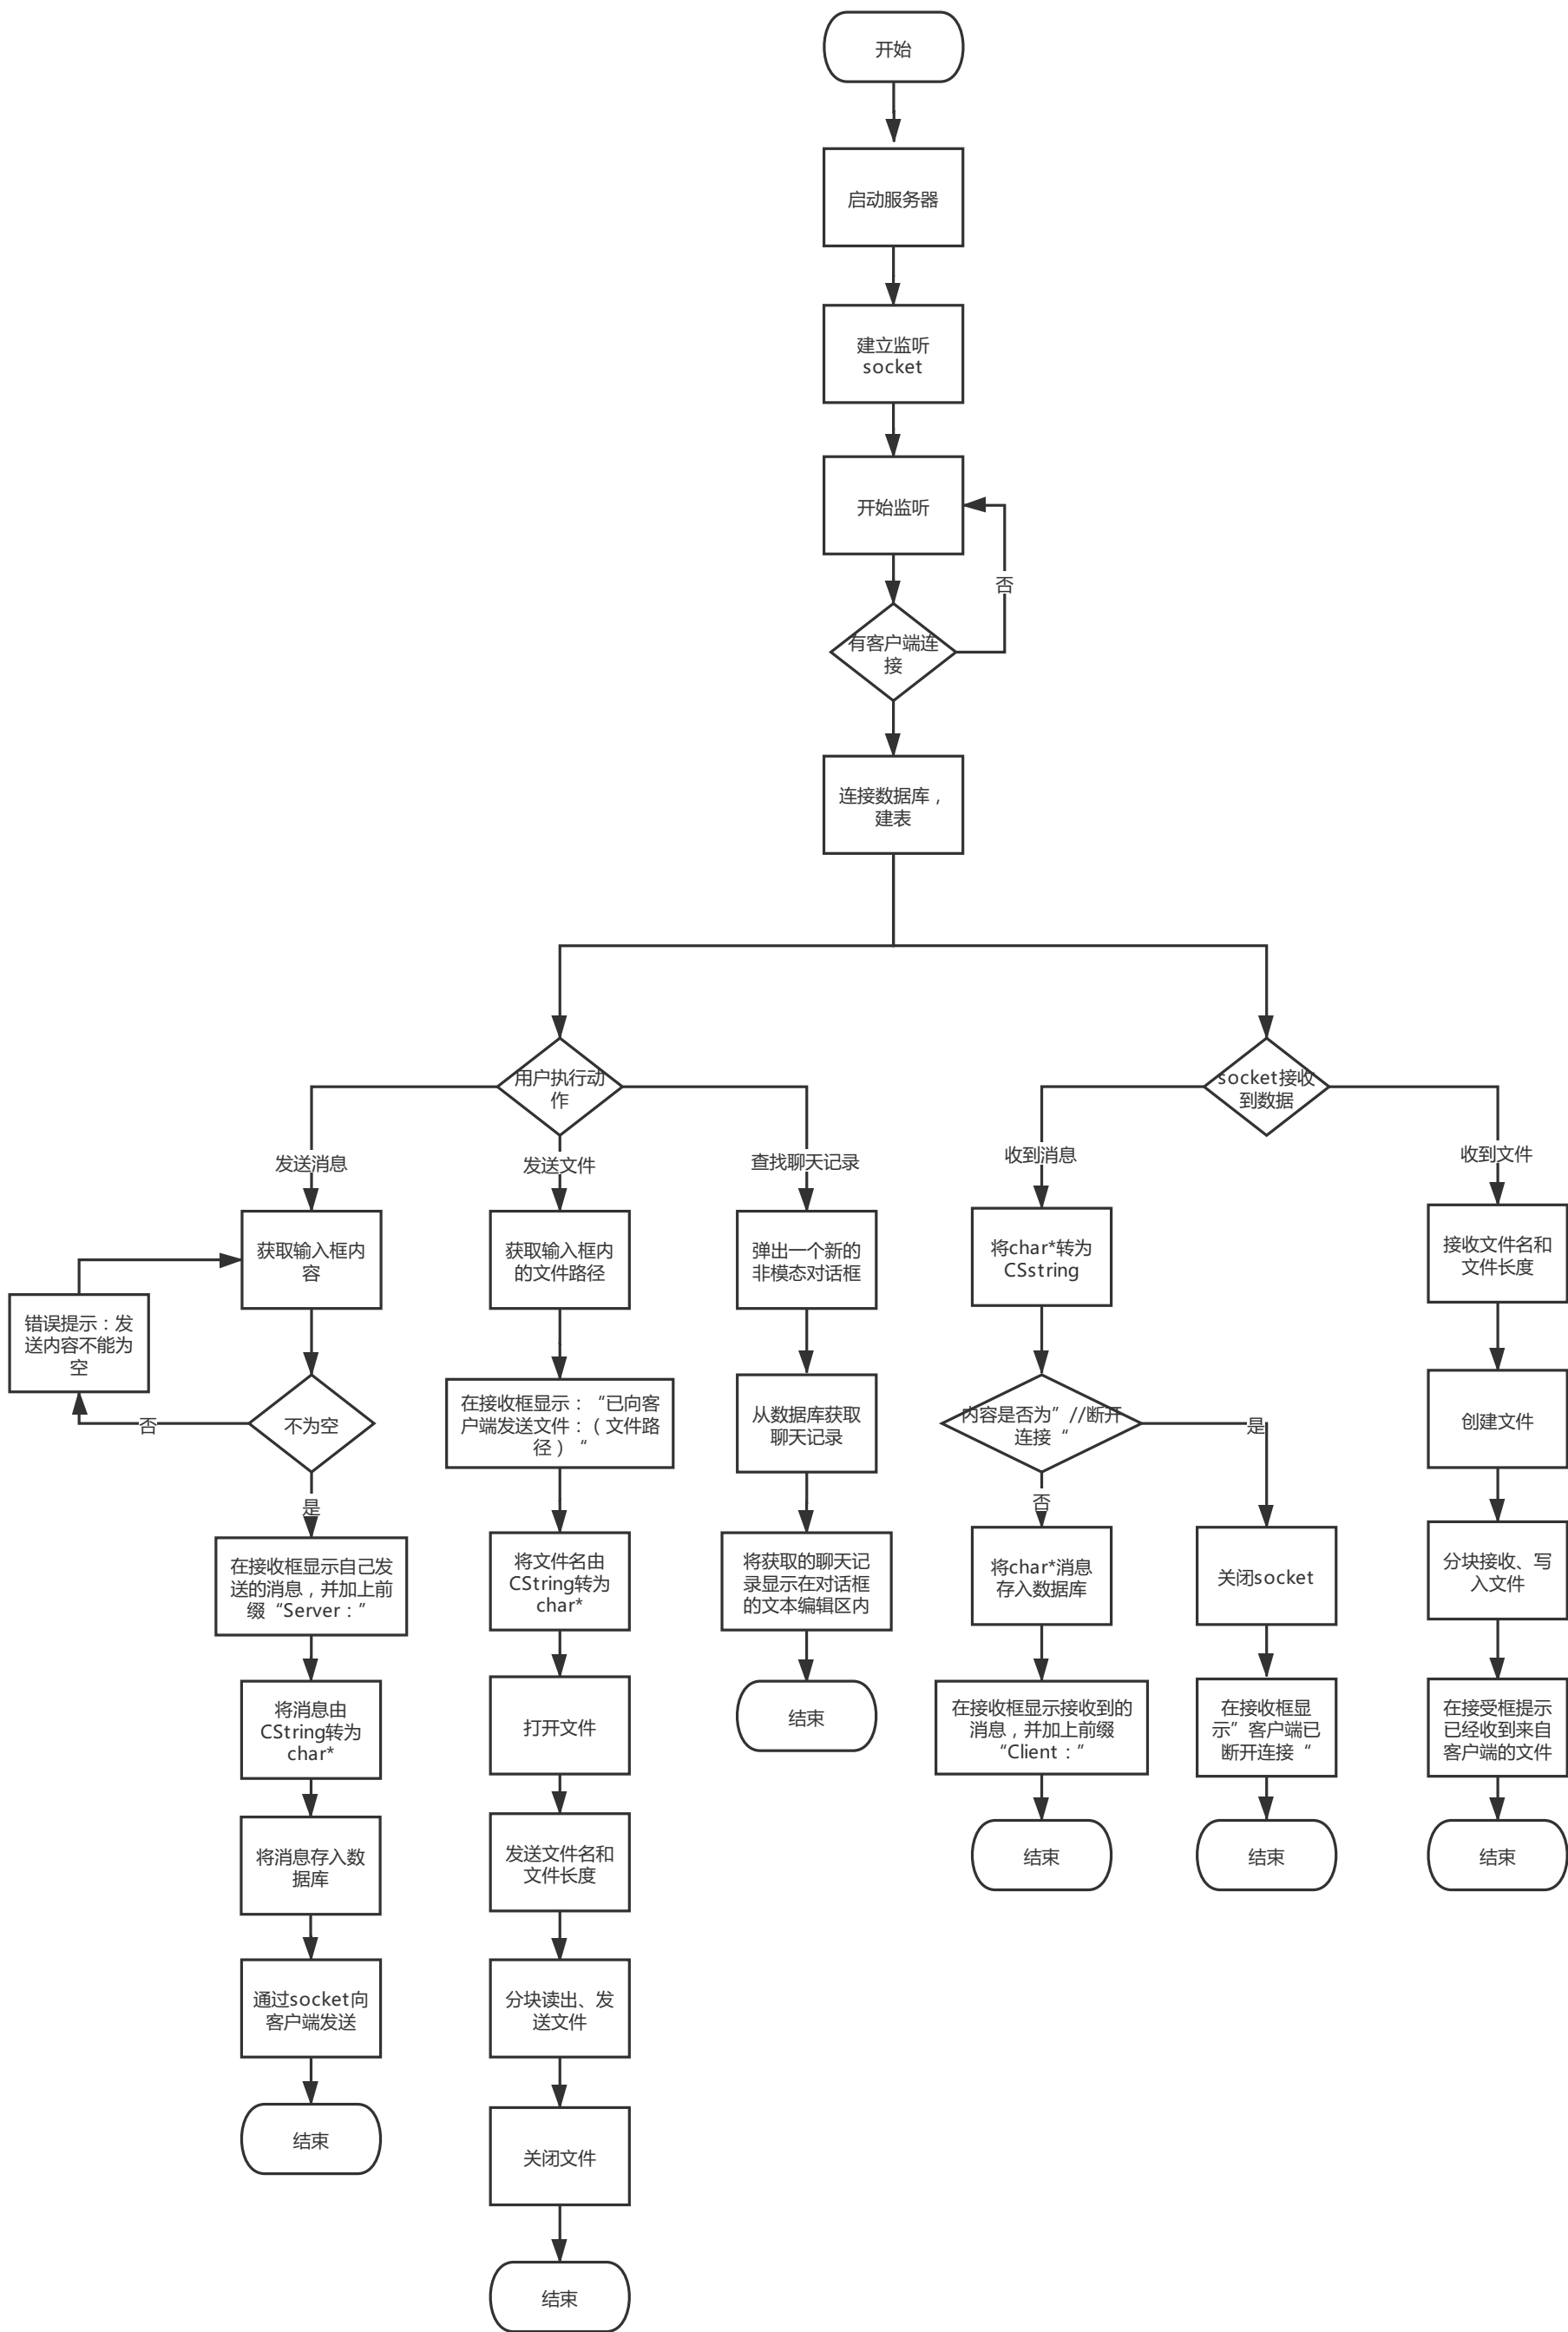 开始
启动服务器
建立监听
socket
开始监听
否
有客户端连
接
连接数据库，
建表
用户执行动
作
socket接收
到数据
发送消息
发送文件
查找聊天记录
收到消息
收到文件
获取输入框内
容
获取输入框内
的文件路径
弹出一个新的
非模态对话框
将char*转为
CSstring
接收文件名和
文件长度
错误提示：发
送内容不能为
空
否
不为空
是
在接收框显示：“已向客
户端发送文件：（文件路
径）“
从数据库获取
聊天记录
内容是否为”//断开
连接“
是
否
创建文件
在接收框显示自己发
送的消息，并加上前
缀“Server：”
将文件名由
CString转为
char*
将获取的聊天记
录显示在对话框
的文本编辑区内
将char*消息
存入数据库
关闭socket
分块接收、写
入文件
将消息由
CString转为
char*
打开文件
结束
在接收框显示接收到的
消息，并加上前缀
“Client：”
在接收框显
示”客户端已
断开连接“
在接受框提示
已经收到来自
客户端的文件
将消息存入数
据库
发送文件名和
文件长度
结束
结束
结束
通过socket向
客户端发送
分块读出、发
送文件
结束
关闭文件
结束